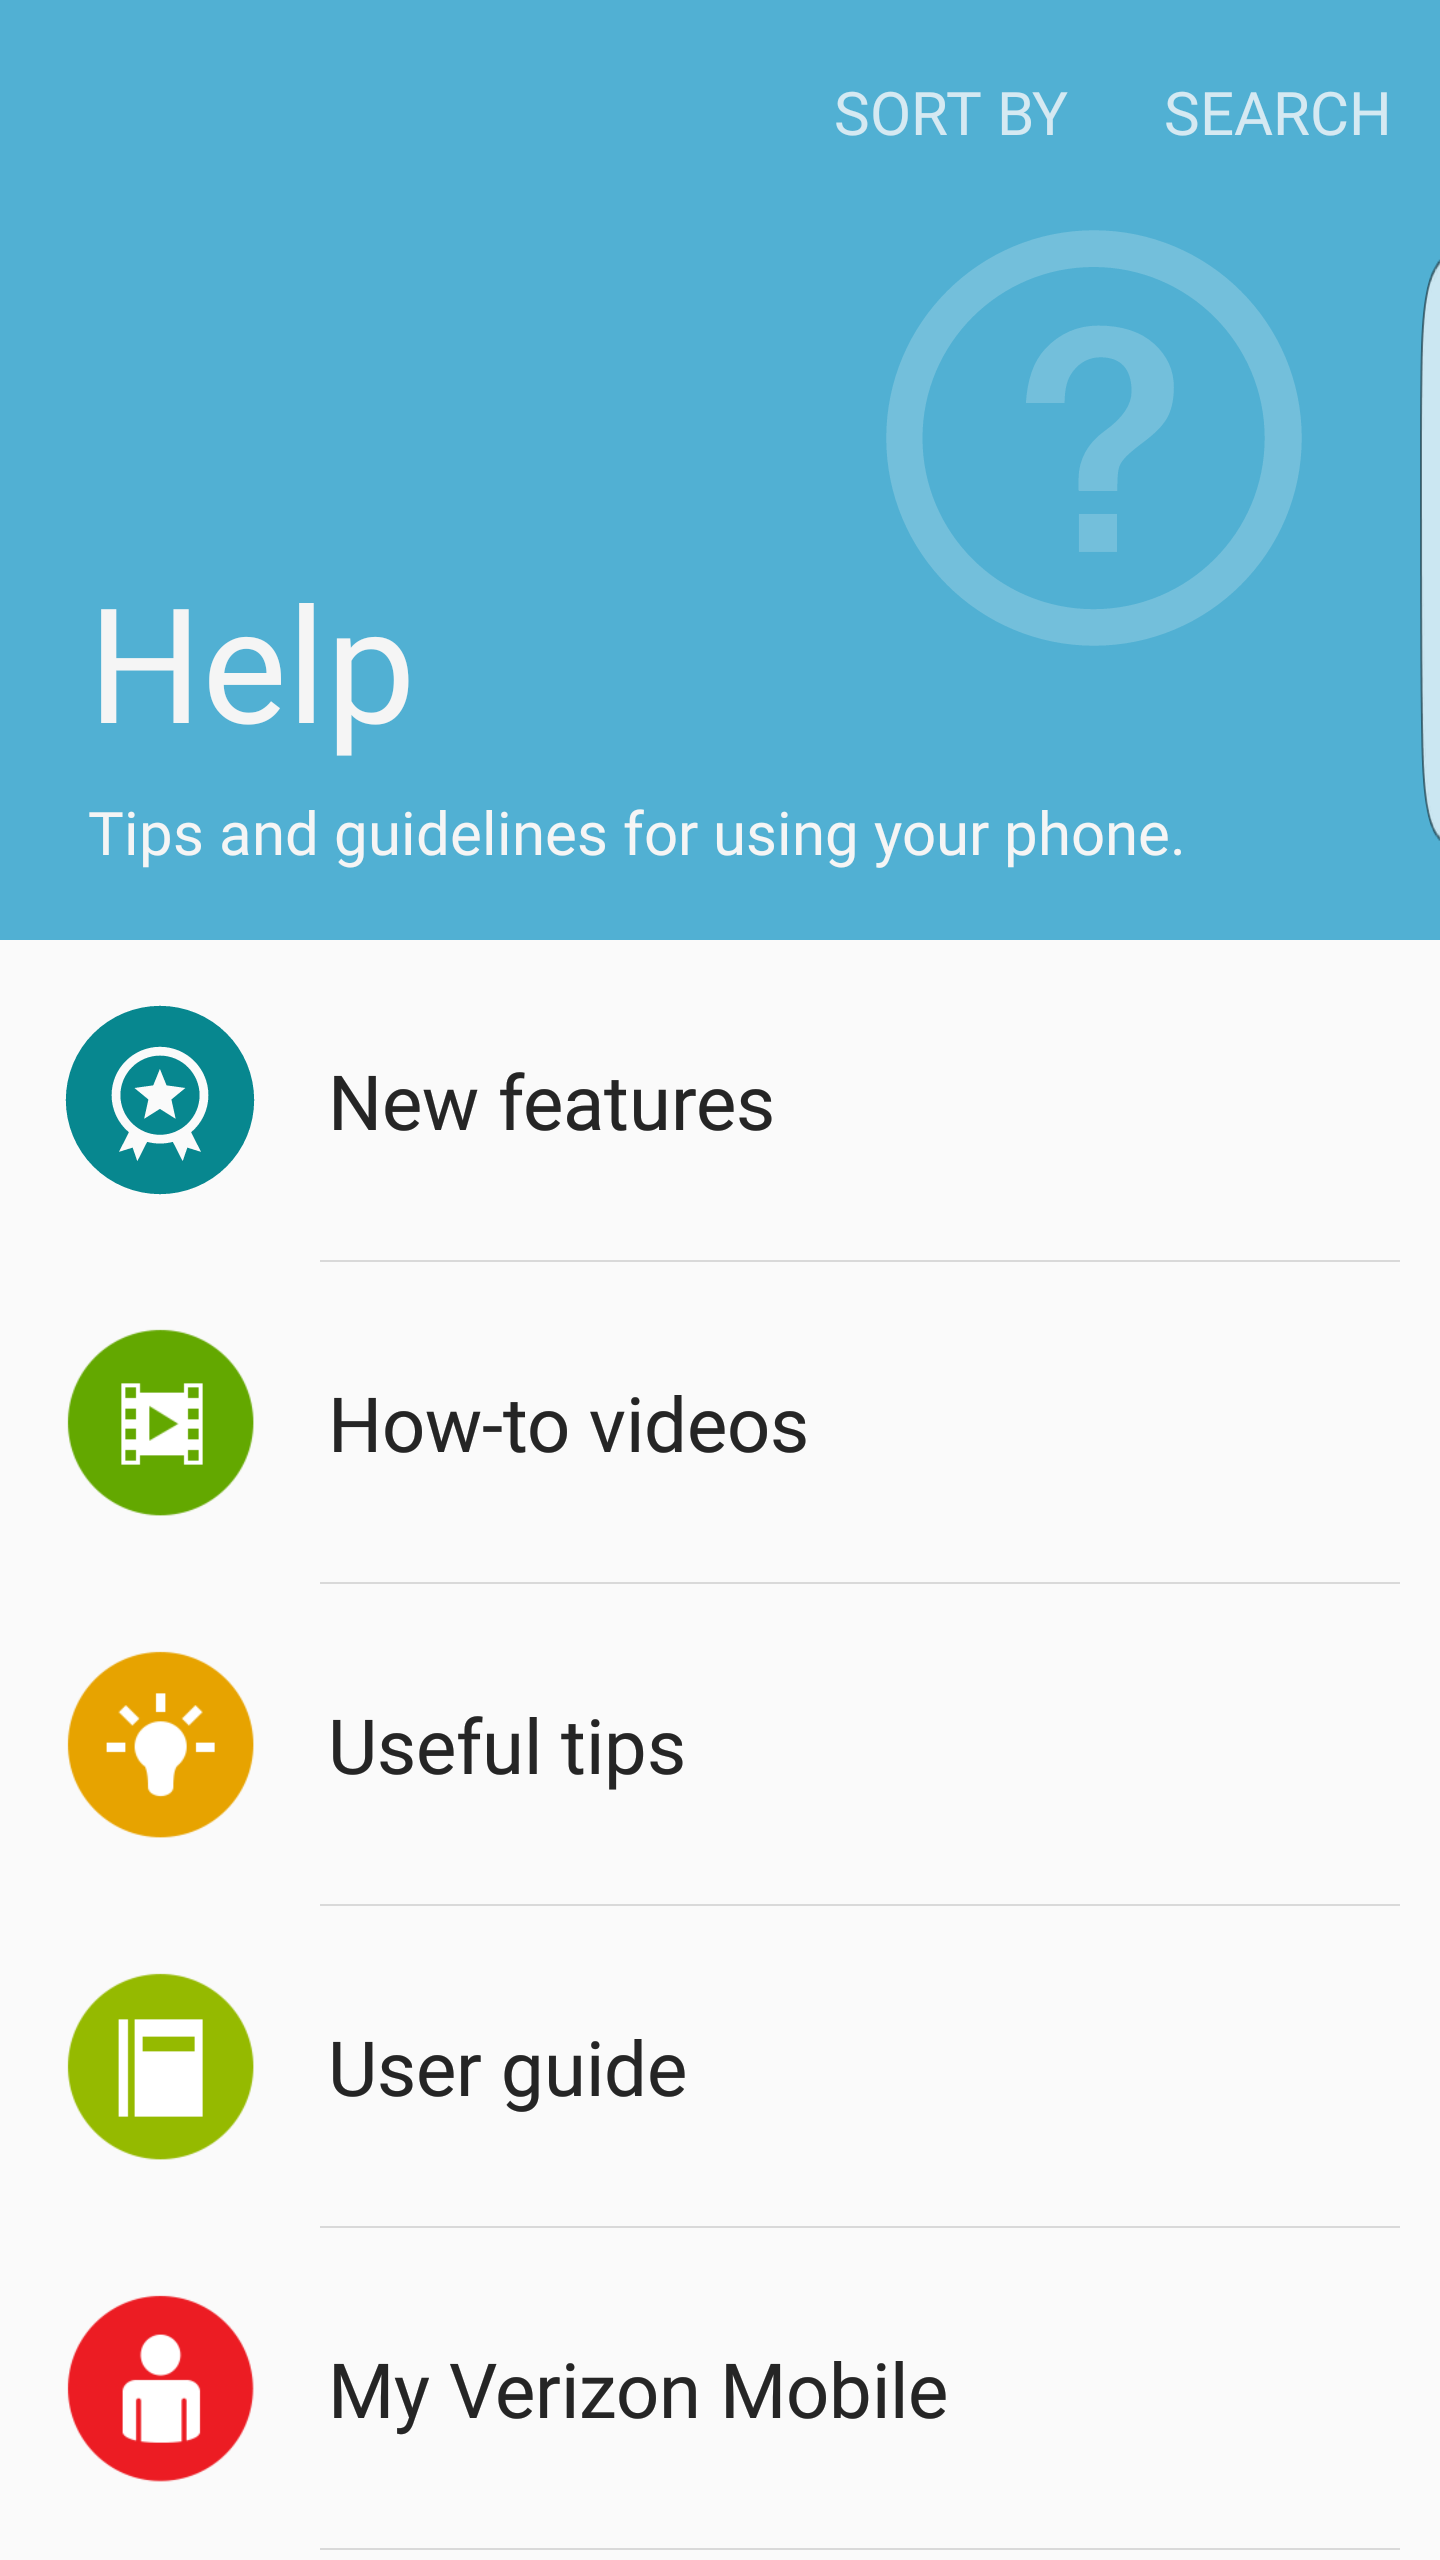 SORT BY SEARCH
?
Help
Tips and guidelines for using your phone.
New features
How-to videos
Useful tips
User guide
My Verizon Mobile